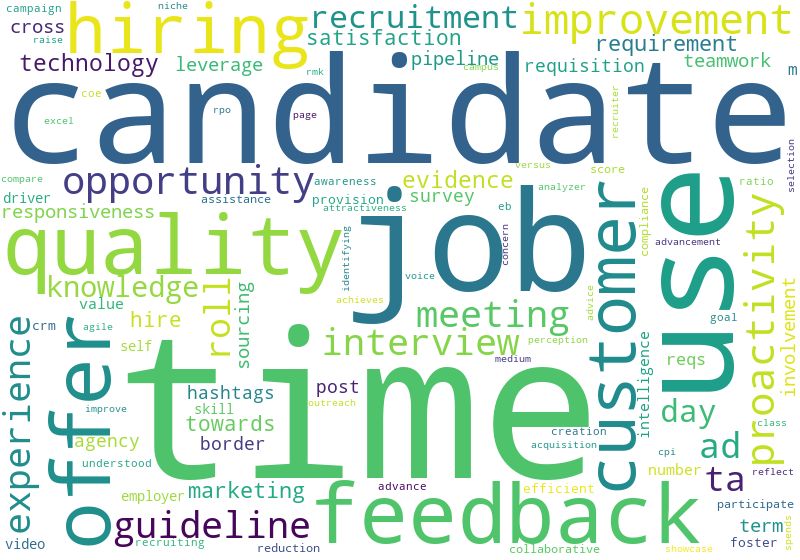 campaign
niche
hiring
recruitment
improvement
cross
raise
satisfaction
requirement
technology
leverage
pipeline
requisition
teamwork
rmk
campus
m
candidate
coe
rpo
page
excel
recruiter
compare
opportunity
awareness
evidence
versus
score
ratio
selection
driver
assistance
provision
survey
analyzer
responsiveness
attractiveness
eb
job
use
compliance
advancement
quality
identifying
concern
customer
proactivity
knowledge
voice
value
sourcing
achieves
meeting
advice
goal
crm
agile
hire
roll
interview
perception
intelligence
involvement
experience
offer
self
time
medium
reqs
hashtags
post
improve
skill
outreach
day
class
towards
agency
border
creation
acquisition
ad
understood
cpi
number
ta
reflect
employer
marketing
advance
efficient
participate
guideline
feedback
term
video
recruiting
reduction
collaborative
showcase
foster
spends